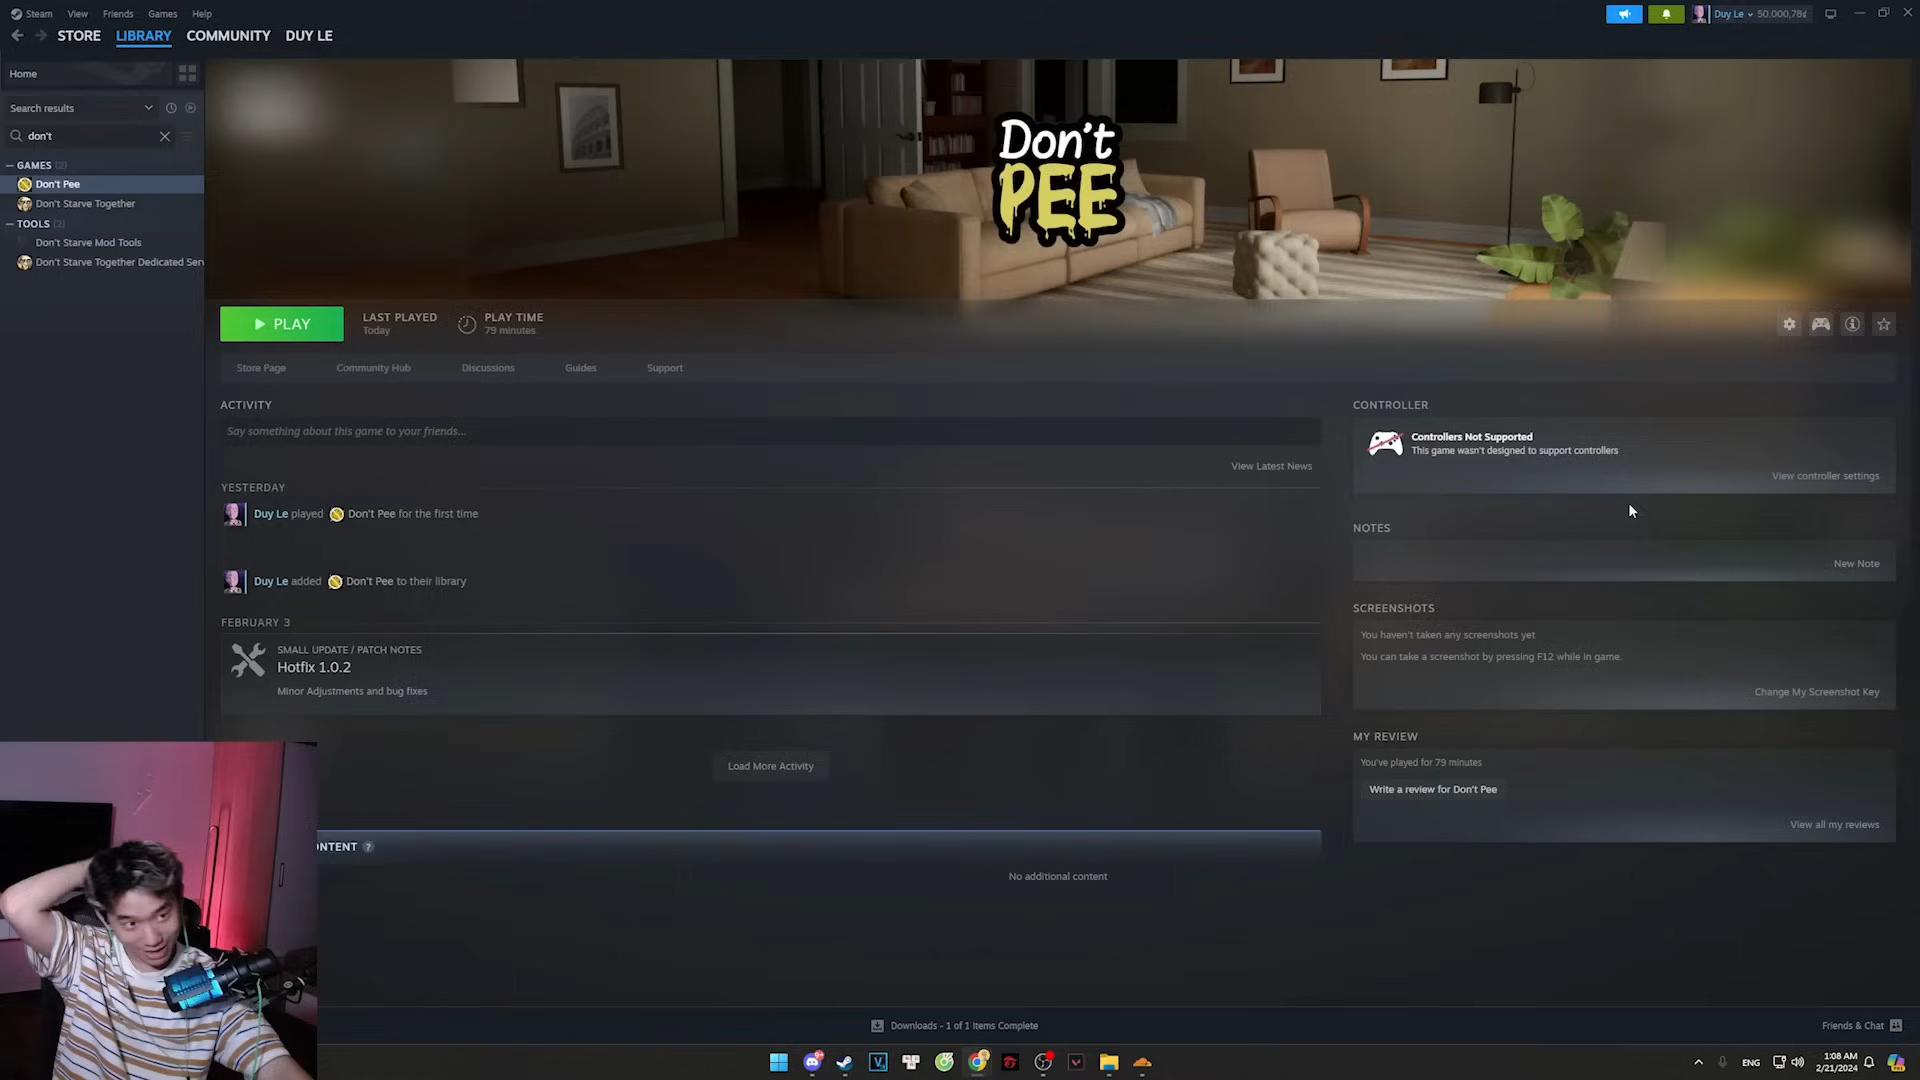 Steam View Friends Games Help
Duy Le 50.000,78₫
STORE LIBRARY COMMUNITY DUY LE
Home
Search results
don't
GAMES (2)
Don't Pee
Don't Starve Together
TOOLS (2)
Don't Starve Mod Tools
Don't Starve Together Dedicated Serv
Don't
PEE
PLAY
LAST PLAYED
Today
PLAY TIME
79 minutes
Store Page Community Hub Discussions Guides Support
ACTIVITY
Say something about this game to your friends...
View Latest News
YESTERDAY
Duy Le played Don't Pee for the first time
Duy Le added Don't Pee to their library
FEBRUARY 3
SMALL UPDATE / PATCH NOTES
Hotfix 1.0.2
Minor Adjustments and bug fixes
Load More Activity
NTENT ?
No additional content
CONTROLLER
Controllers Not Supported
This game wasn't designed to support controllers
View controller settings
NOTES
New Note
SCREENSHOTS
You haven't taken any screenshots yet
You can take a screenshot by pressing F12 while in game.
Change My Screenshot Key
MY REVIEW
You've played for 79 minutes
Write a review for Don't Pee
View all my reviews
Downloads - 1 of 1 Items Complete
Friends & Chat
ENG
1:08 AM
2/21/2024